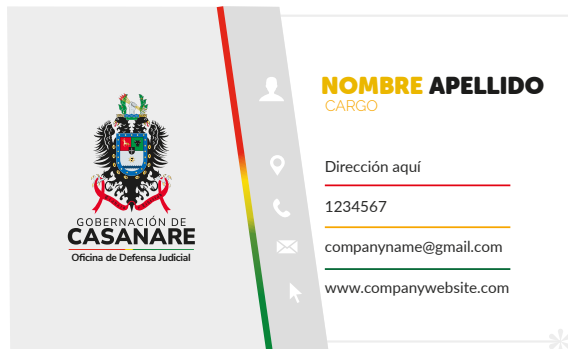 GOBERNACIÓN DE
CASANARE
Oficina de Defensa Judicial
NOMBRE APELLIDO
CARGO
Dirección aquí
1234567
companyname@gmail.com
www.companywebsite.com